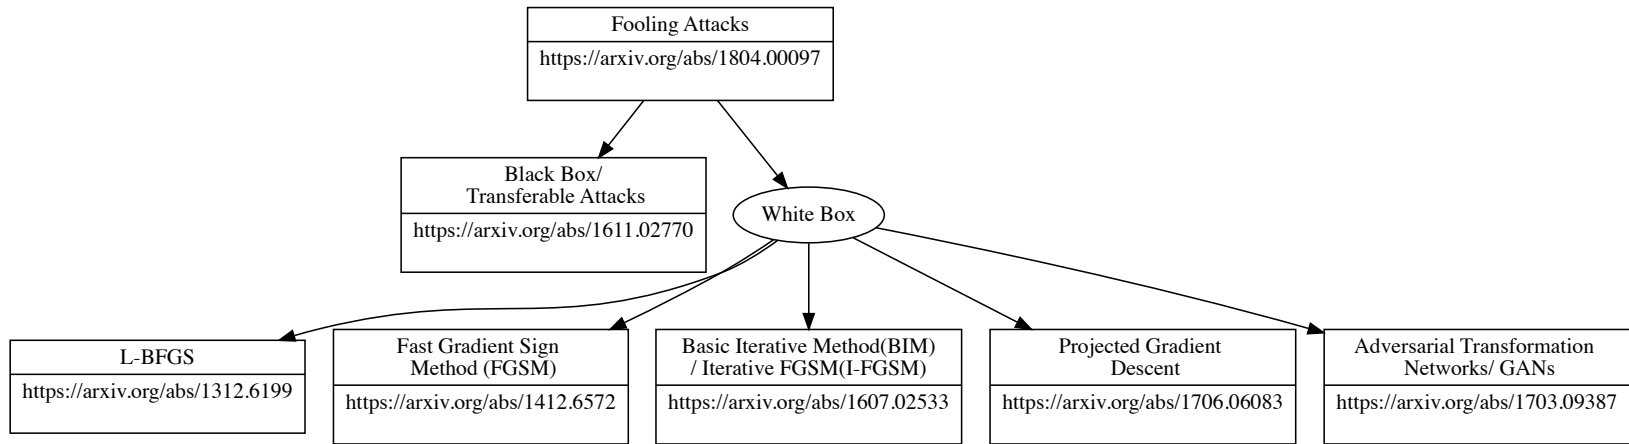 Fooling Attacks
https://arxiv.org/abs/1804.00097
Black Box/
Transferable Attacks
https://arxiv.org/abs/1611.02770
White Box
L-BFGS
https://arxiv.org/abs/1312.6199
Fast Gradient Sign
Method (FGSM)
https://arxiv.org/abs/1412.6572
Basic Iterative Method(BIM)
/ Iterative FGSM(I-FGSM)
https://arxiv.org/abs/1607.02533
Projected Gradient
Descent
https://arxiv.org/abs/1706.06083
Adversarial Transformation
Networks/ GANs
https://arxiv.org/abs/1703.09387